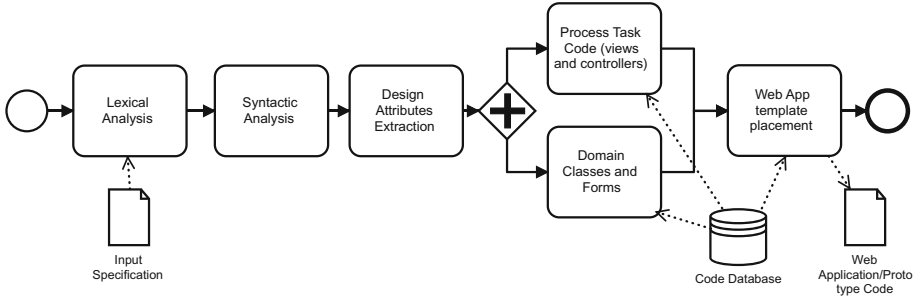 Lexical
Analysis
Syntactic
Analysis
Design
Attributes
Extraction
Process Task
Code (views
and controllers)
Domain
Classes and
Forms
Web App
template
placement
Input
Specification
Code Database
Web
Application/Proto
type Code